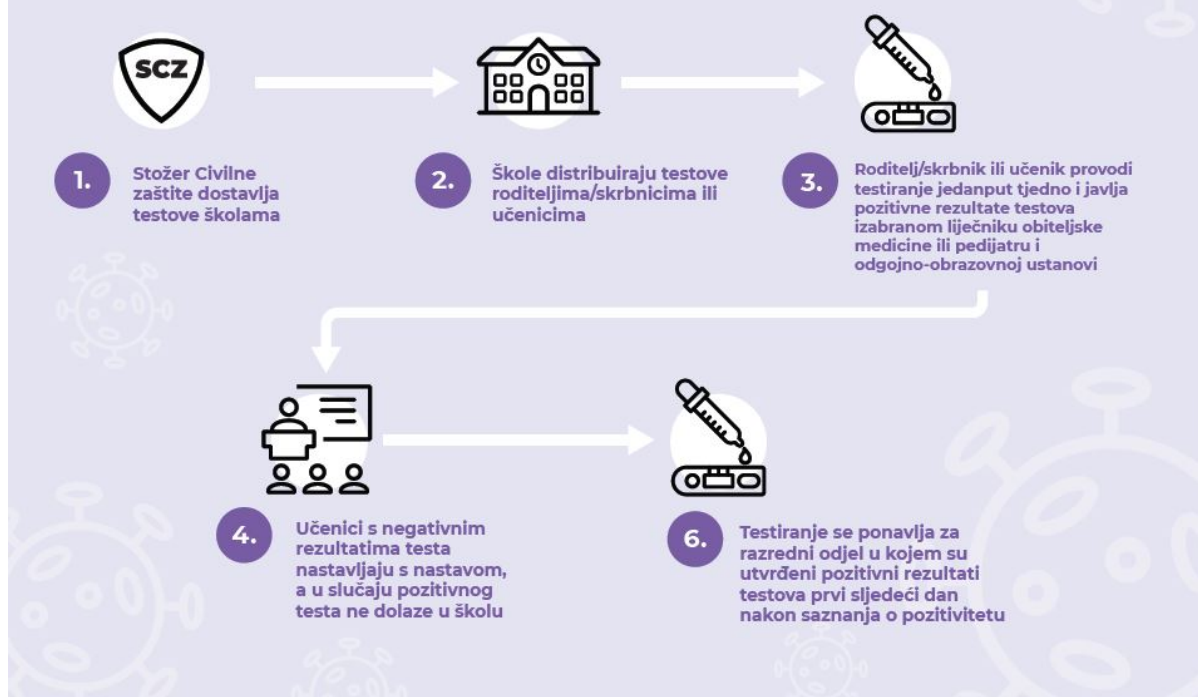 SCZ
1.
Stožer Civilne
zaštite dostavlja
testove školama
2.
Škole distribuiraju testove
roditeljima/skrbnicima ili
učenicima
3.
Roditelj/skrbnik ili učenik provodi
testiranje jedanput tjedno i javlja
pozitivne rezultate testova
izabranom liječniku obiteljske
medicine ili pedijatru i
odgojno-obrazovnoj ustanovi
4.
Učenici s negativnim
rezultatima testa
nastavljaju s nastavom,
a u slučaju pozitivnog
testa ne dolaze u školu
6.
Testiranje se ponavlja za
razredni odjel u kojem su
utvrđeni pozitivni rezultati
testova prvi sljedeći dan
nakon saznanja o pozitivitetu